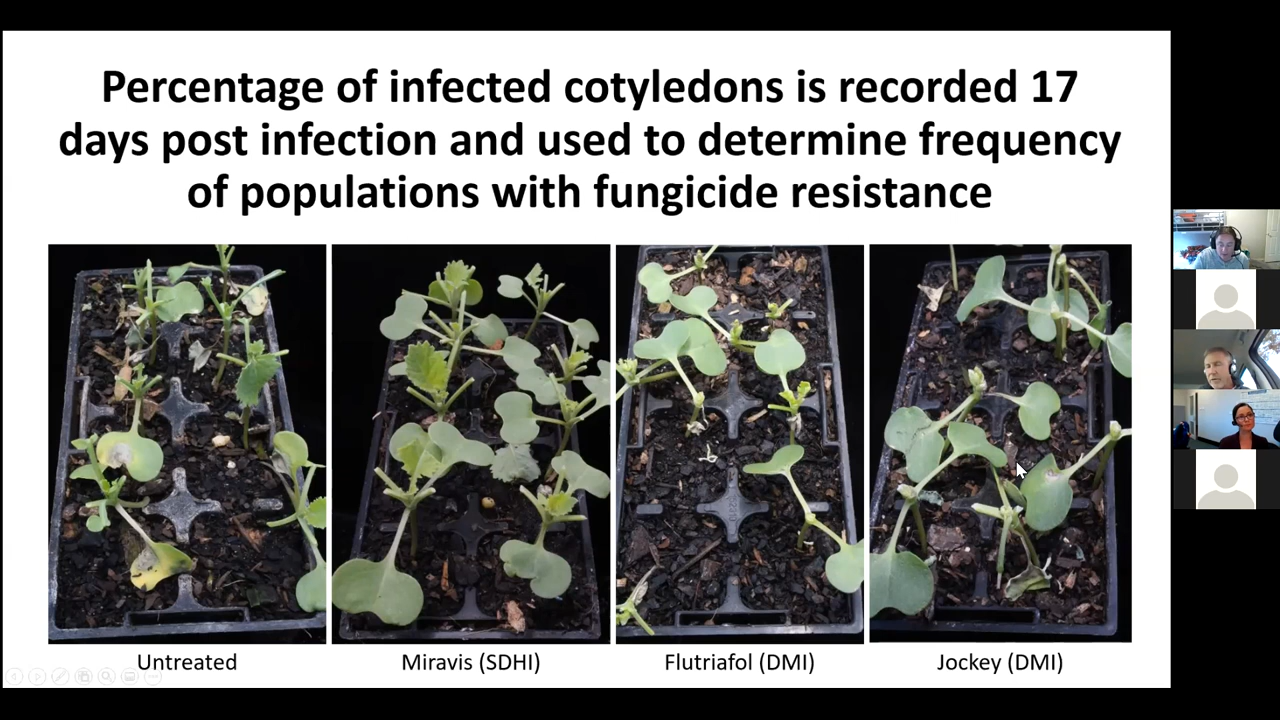 Percentage of infected cotyledons is recorded 17
days post infection and used to determine frequency
of populations with fungicide resistance
Untreated
Miravis (SDHI)
Flutriafol (DMI)
Jockey (DMI)